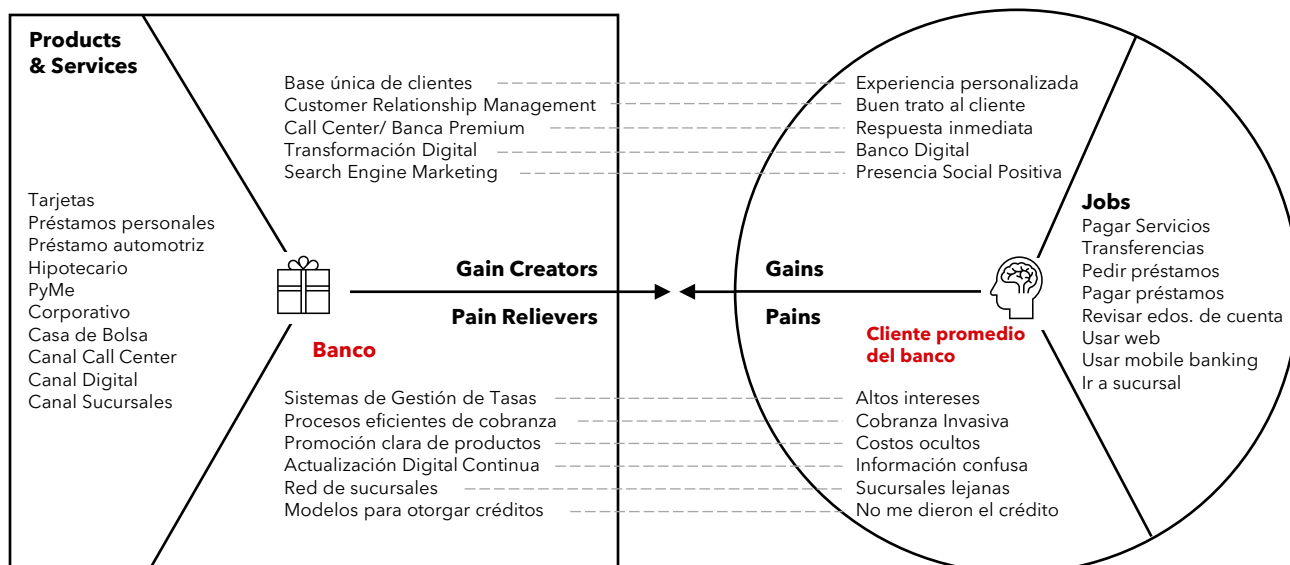 Products
& Services
Tarjetas
Préstamos personales
Préstamo automotriz
Hipotecario
PyMe
Corporativo
Casa de Bolsa
Canal Call Center
Canal Digital
Canal Sucursales
Base única de clientes
Customer Relationship Management
Call Center/ Banca Premium
Transformación Digital
Search Engine Marketing
Gain Creators
Pain Relievers
Banco
Sistemas de Gestión de Tasas
Procesos eficientes de cobranza
Promoción clara de productos
Actualización Digital Continua
Red de sucursales
Modelos para otorgar créditos
Experiencia personalizada
Buen trato al cliente
Respuesta inmediata
Banco Digital
Presencia Social Positiva
Gains
Pains
Cliente promedio
del banco
Altos intereses
Cobranza Invasiva
Costos ocultos
Información confusa
Sucursales lejanas
No me dieron el crédito
Jobs
Pagar Servicios
Transferencias
Pedir préstamos
Pagar préstamos
Revisar edos. de cuenta
Usar web
Usar mobile banking
Ir a sucursal